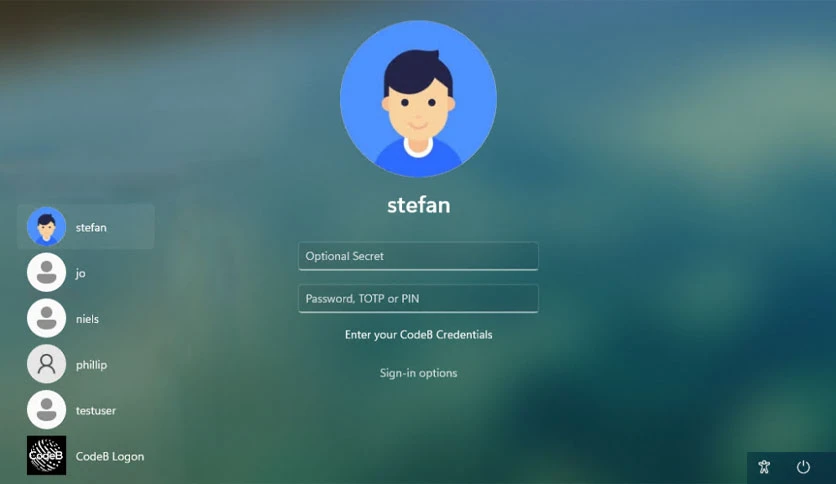 stefan
Optional Secret
Password, TOTP or PIN
Enter your CodeB Credentials
Sign-in options
stefan
jo
niels
phillip
testuser
CodeB
CodeB Logon